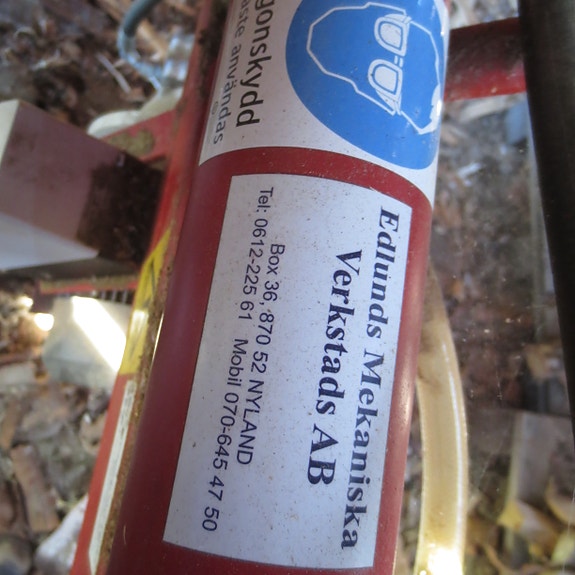 gonskydd
användas
Edlunds Mekaniska
Verkstads AB
Box 36, 870 52 NYLAND
Tel: 0612-225 61 Mobil 070-645 47 50